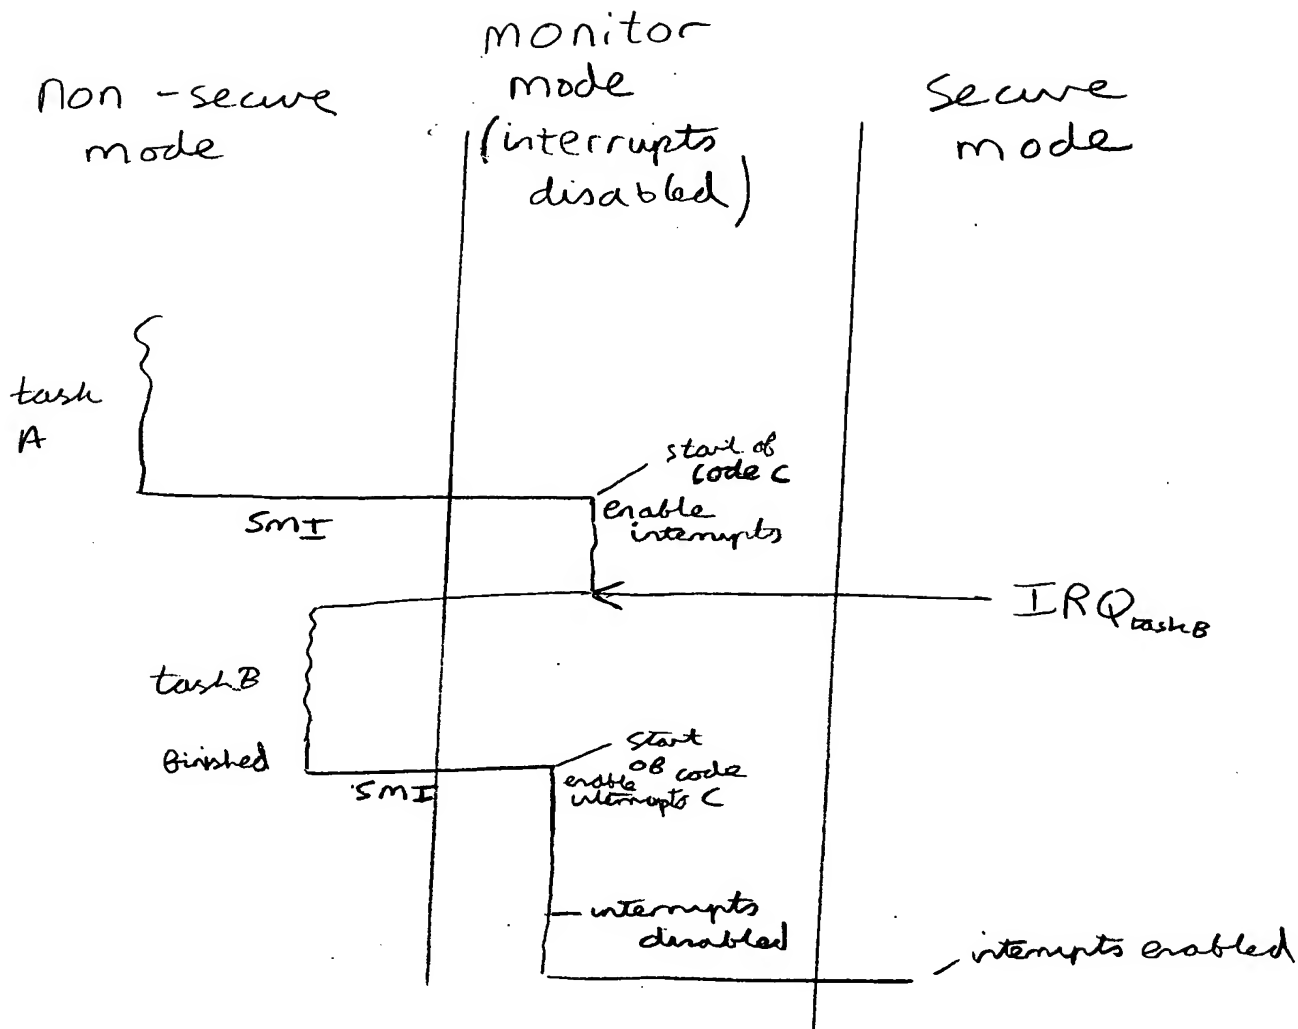 non-secure
mode
monitor
mode
(interrupts
disabled)
secure
mode
task
A
start of
code C
SMI
enable
interrupts
IRQ task B
task B
finished
SMI
start
of code
enable
interrupts C
interrupts
disabled
interrupts enabled